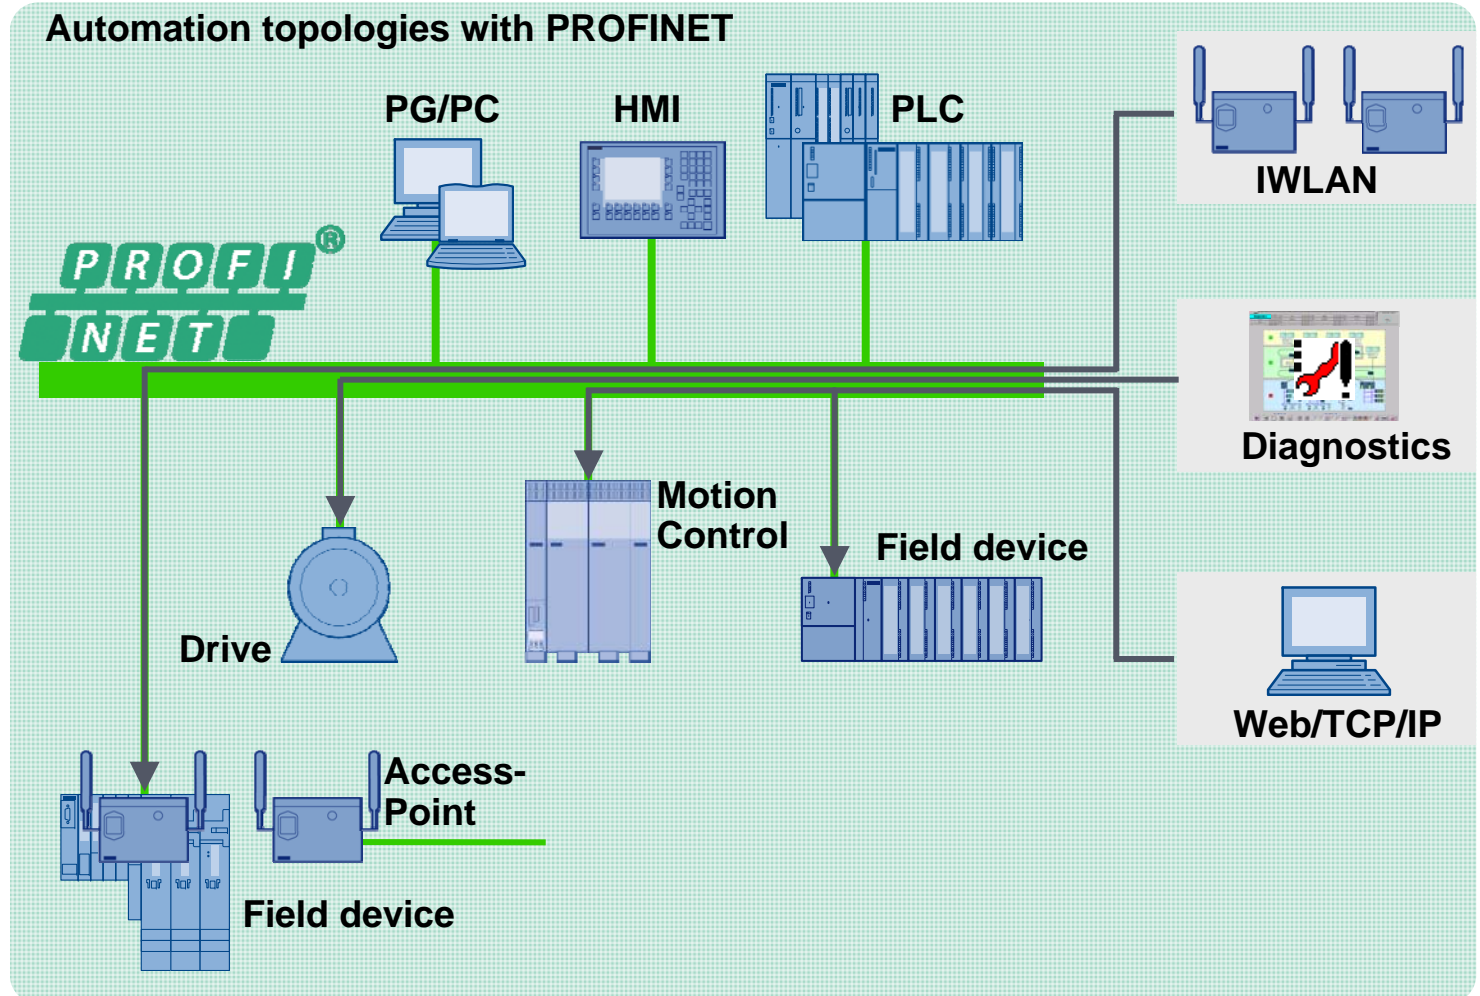 Automation topologies with PROFINET
PG/PC
HMI
PLC
IWLAN
PROFI®
NET
Diagnostics
Motion
Control
Field device
Drive
Web/TCP/IP
Access-
Point
Field device